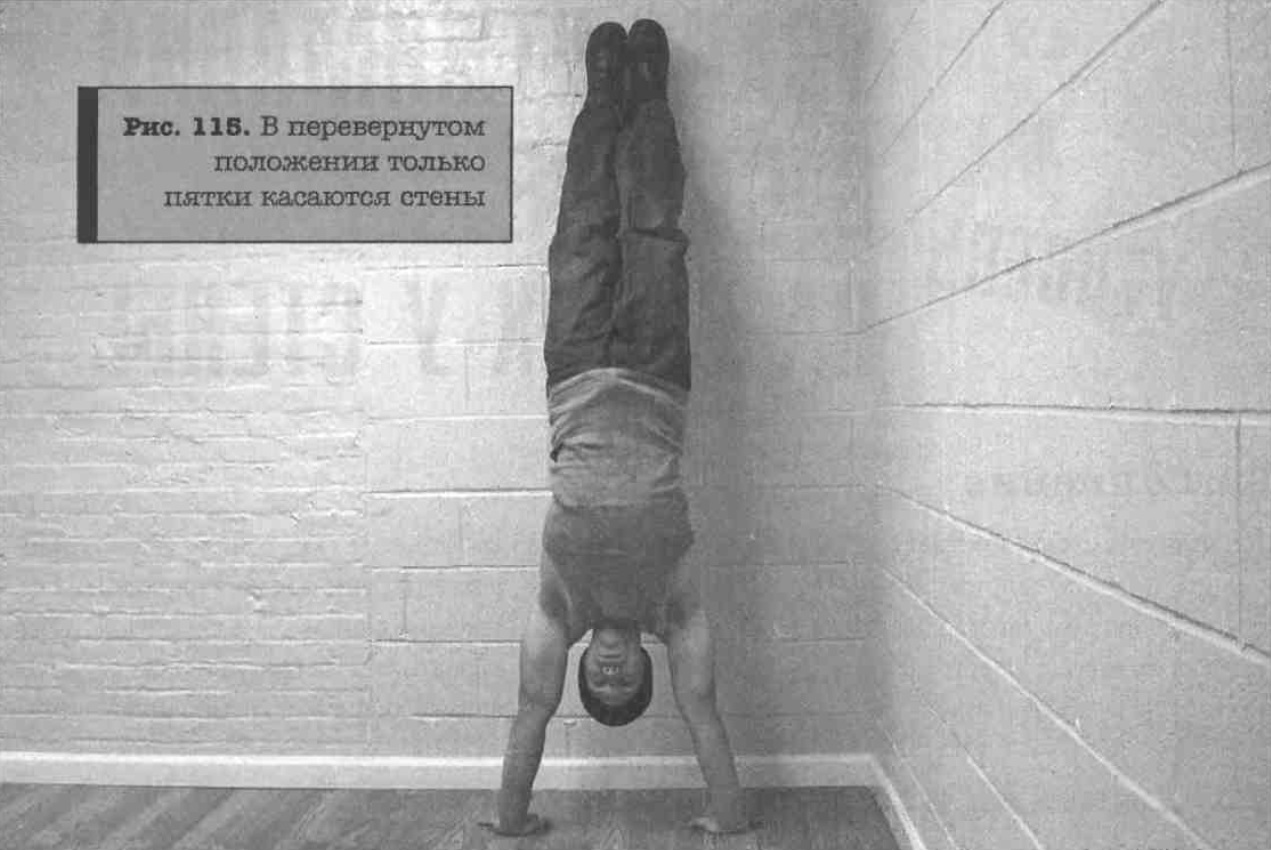 Рис. 115. В перевернутом
положении только
пятки касаются стены